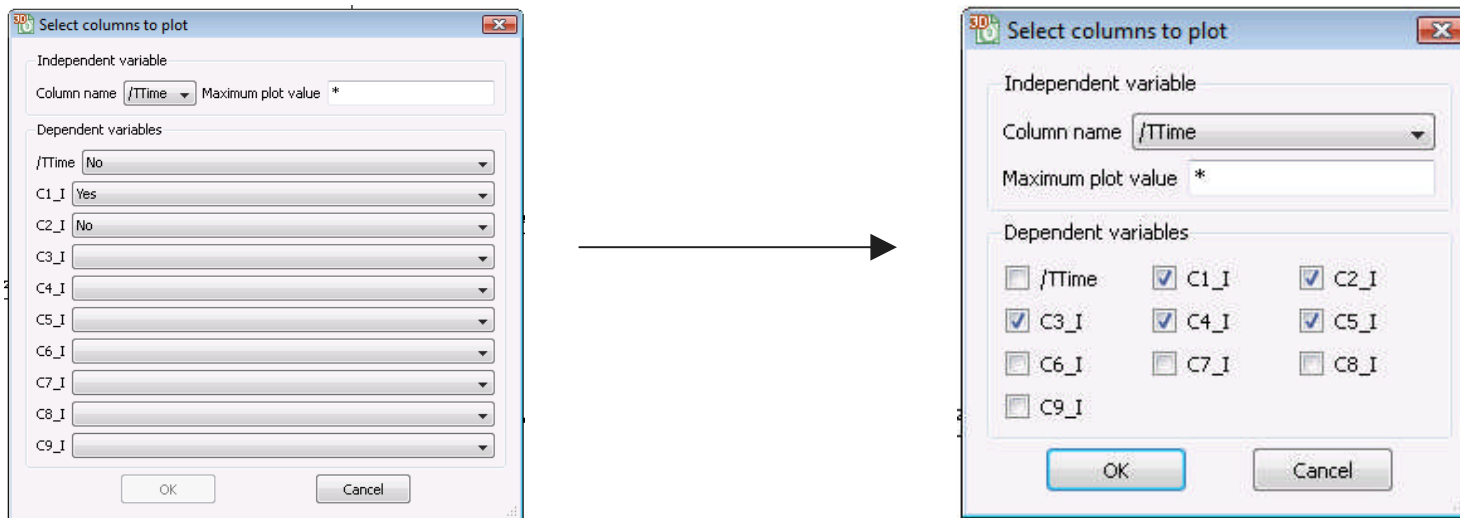 Select columns to plot
Independent variable
Column name /TTime Maximum plot value *
Dependent variables
/TTime No
C1_I Yes
C2_I No
C3_I
C4_I
C5_I
C6_I
C7_I
C8_I
C9_I
OK Cancel
3D Select columns to plot
Independent variable
Column name /TTime
Maximum plot value *
Dependent variables
/TTime C1_I C2_I
C3_I C4_I C5_I
C6_I C7_I C8_I
C9_I
OK Cancel